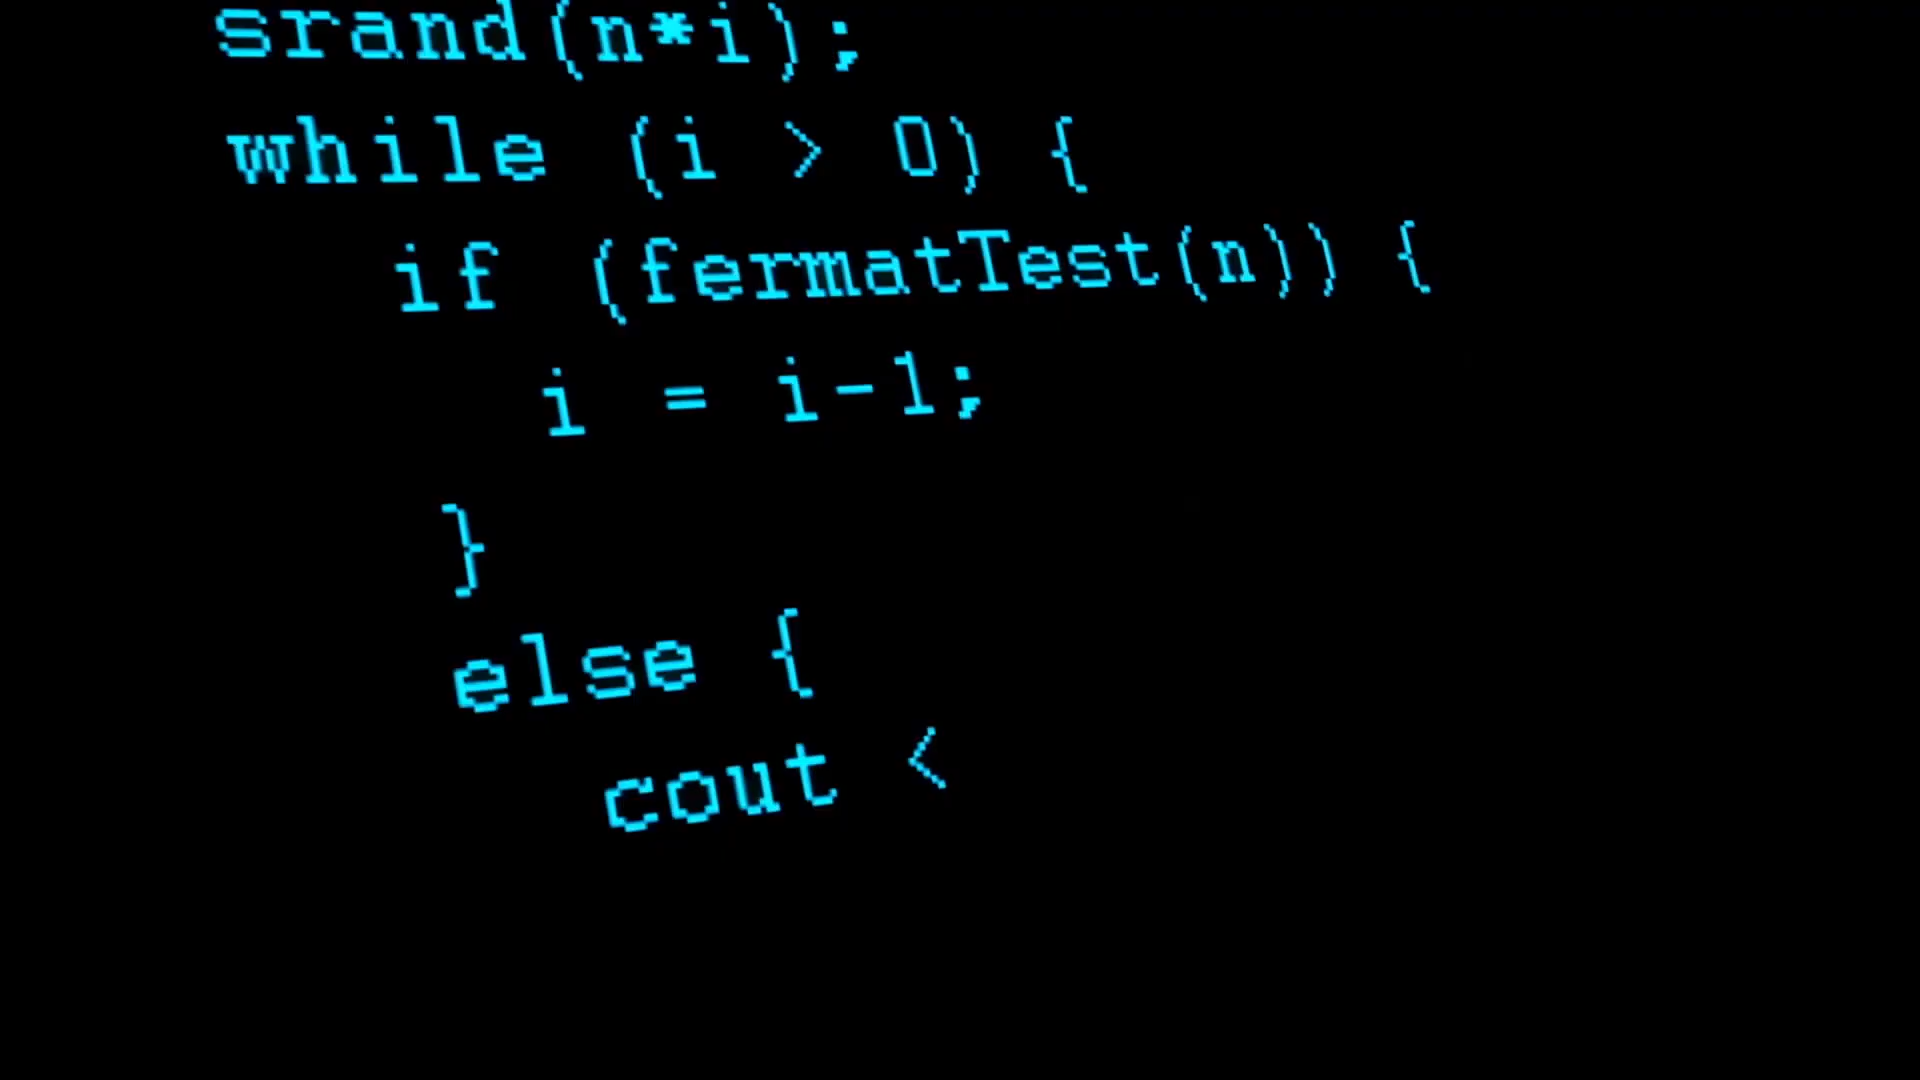 srand(n*i);
while (i > 0) {
if (fermatTest(n)) {
i = i-1;
}
else {
cout <